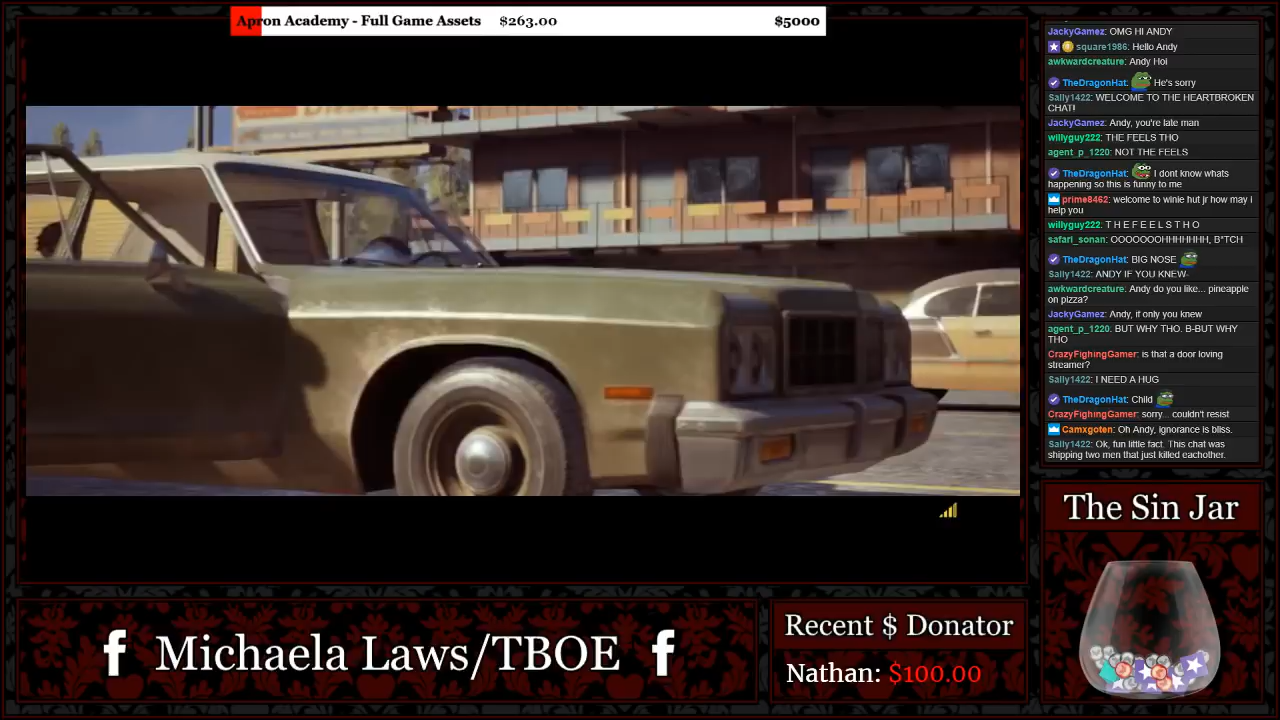 Apron Academy - Full Game Assets $263.00 $5000
JackyGamez: OMG HI ANDY
square1986: Hello Andy
awkwardcreature: Andy Hoi
TheDragonHat: He's sorry
Sally1422: WELCOME TO THE HEARTBROKEN
CHAT!
JackyGamez: Andy, you're late man
willyguy222: THE FEELS THO
agent_p_1220: NOT THE FEELS
TheDragonHat: i dont know whats
happening so this is funny to me
prime8462: welcome to winie hut jr how may i
help you
willyguy222: T H E F E E L S T H O
safari_sonan: OOOOOOOHHHHHHH, B*TCH
TheDragonHat: BIG NOSE
Sally1422: ANDY IF YOU KNEW-
awkwardcreature: Andy do you like... pineapple
on pizza?
JackyGamez: Andy, if only you knew
agent_p_1220: BUT WHY THO. B-BUT WHY
THO
CrazyFighingGamer: is that a door loving
streamer?
Sally1422: I NEED A HUG
TheDragonHat: Child
CrazyFighingGamer: sorry... couldn't resist
Camxgoten: Oh Andy, ignorance is bliss.
Sally1422: Ok, fun little fact. This chat was
shipping two men that just killed eachother.
The Sin Jar
f Michaela Laws/TBOE f
Recent $ Donator
Nathan: $100.00